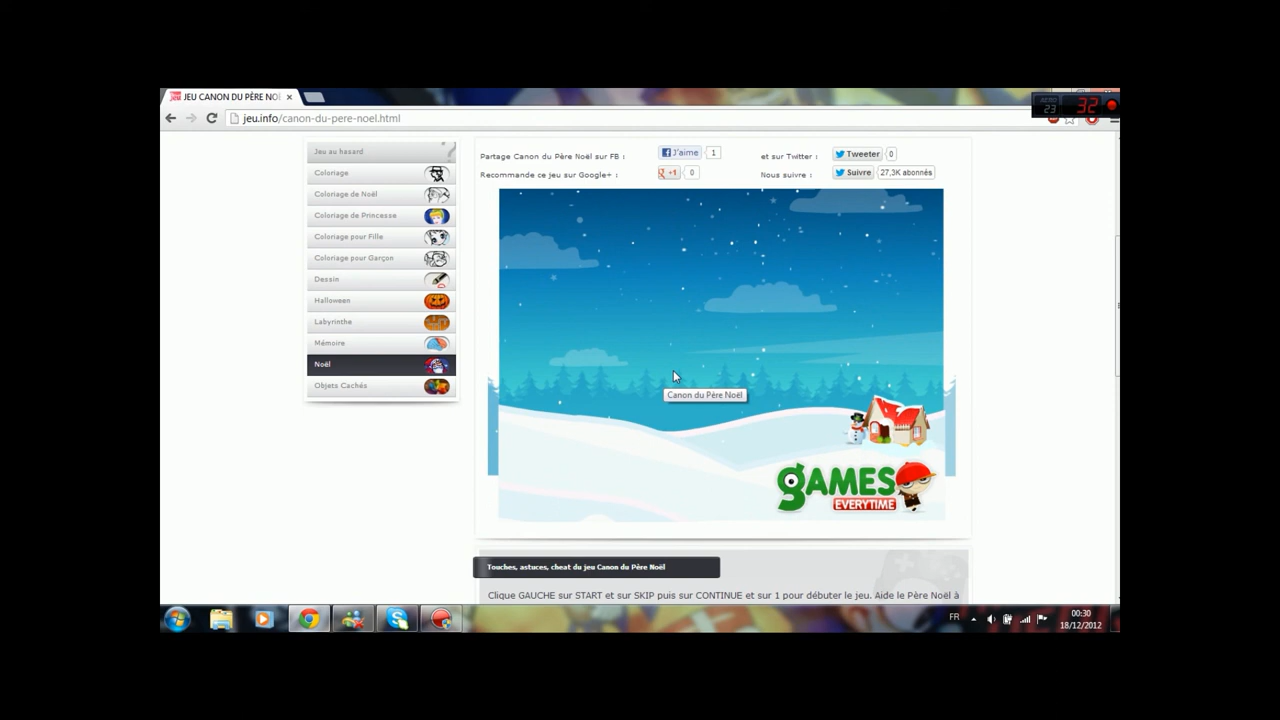 JEU CANON DU PÈRE NOË
AERO
23
32
jeu.info/canon-du-pere-noel.html
Jeu au hasard
Coloriage
Coloriage de Noël
Coloriage de Princesse
Coloriage pour Fille
Coloriage pour Garçon
Dessin
Halloween
Labyrinthe
Mémoire
Noël
Objets Cachés
Partage Canon du Père Noël sur FB :
J'aime
1
et sur Twitter :
Tweeter
0
Recommande ce jeu sur Google+ :
+1
0
Nous suivre :
Suivre
27,3K abonnés
Canon du Père Noël
gAMES
EVERYTIME
Touches, astuces, cheat du jeu Canon du Père Noël
Clique GAUCHE sur START et sur SKIP puis sur CONTINUE et sur 1 pour débuter le jeu. Aide le Père Noël à
FR
00:30
18/12/2012